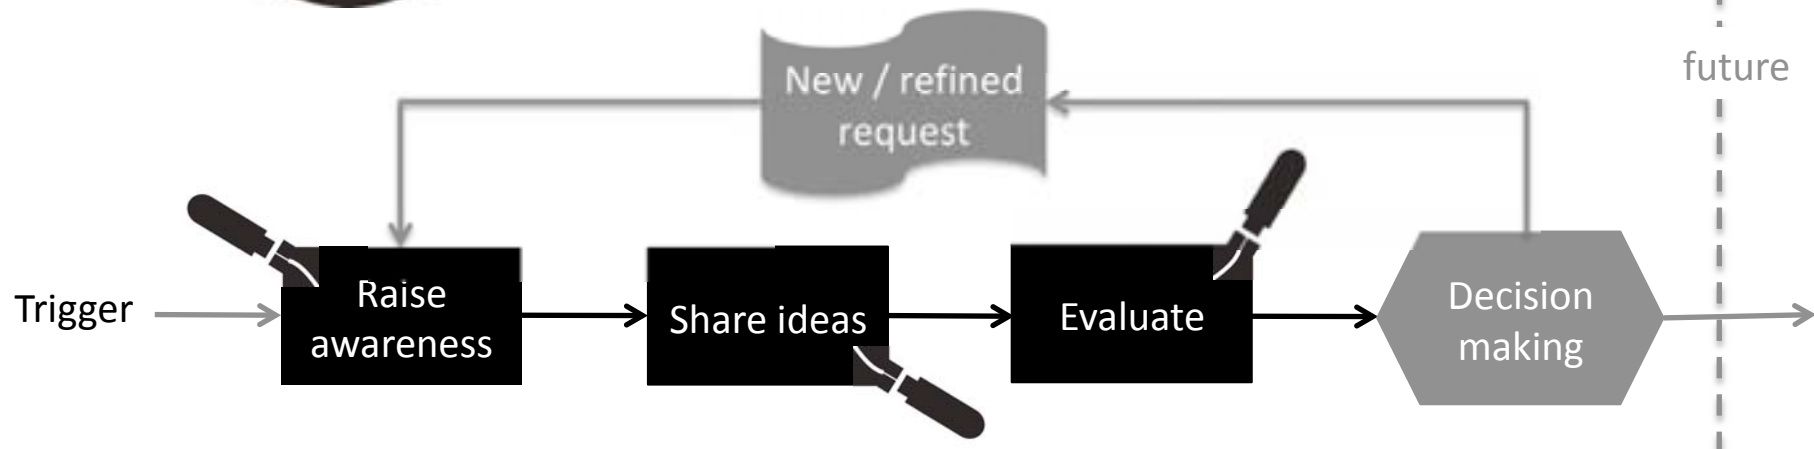 New / refined
request
future
Trigger
Raise
awareness
Share ideas
Evaluate
Decision
making